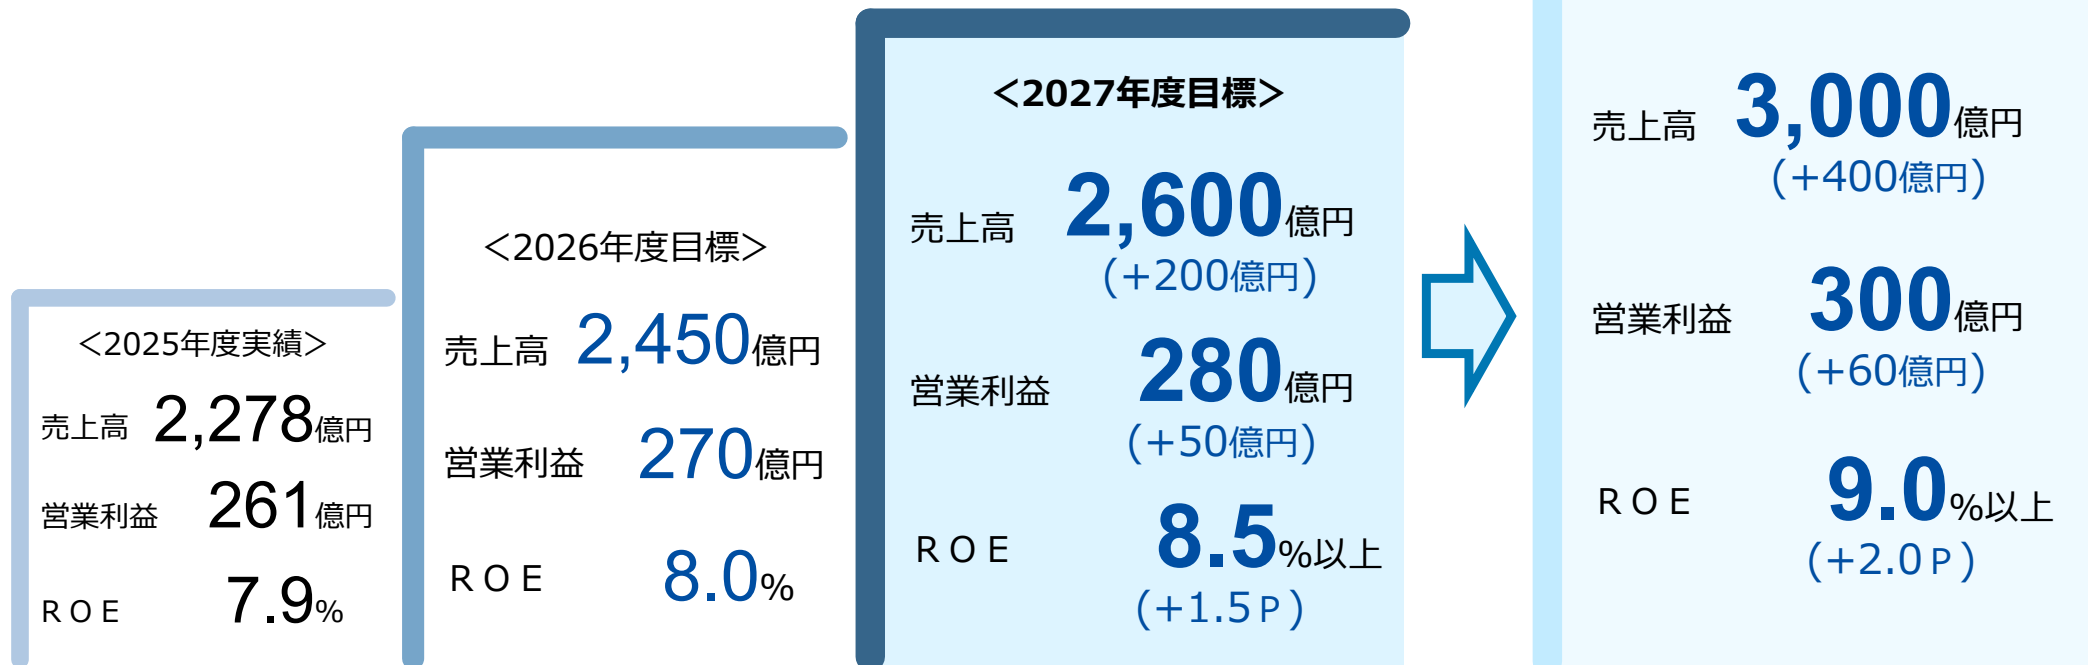 ＜2025年度実績＞
売上高 2,278億円
営業利益 261億円
ＲＯＥ 7.9%
＜2026年度目標＞
売上高 2,450億円
営業利益 270億円
ＲＯＥ 8.0%
＜2027年度目標＞
売上高 2,600億円
(+200億円)
営業利益 280億円
(+50億円)
ＲＯＥ 8.5%以上
(+1.5Ｐ)
売上高 3,000億円
(+400億円)
営業利益 300億円
(+60億円)
ＲＯＥ 9.0%以上
(+2.0Ｐ)